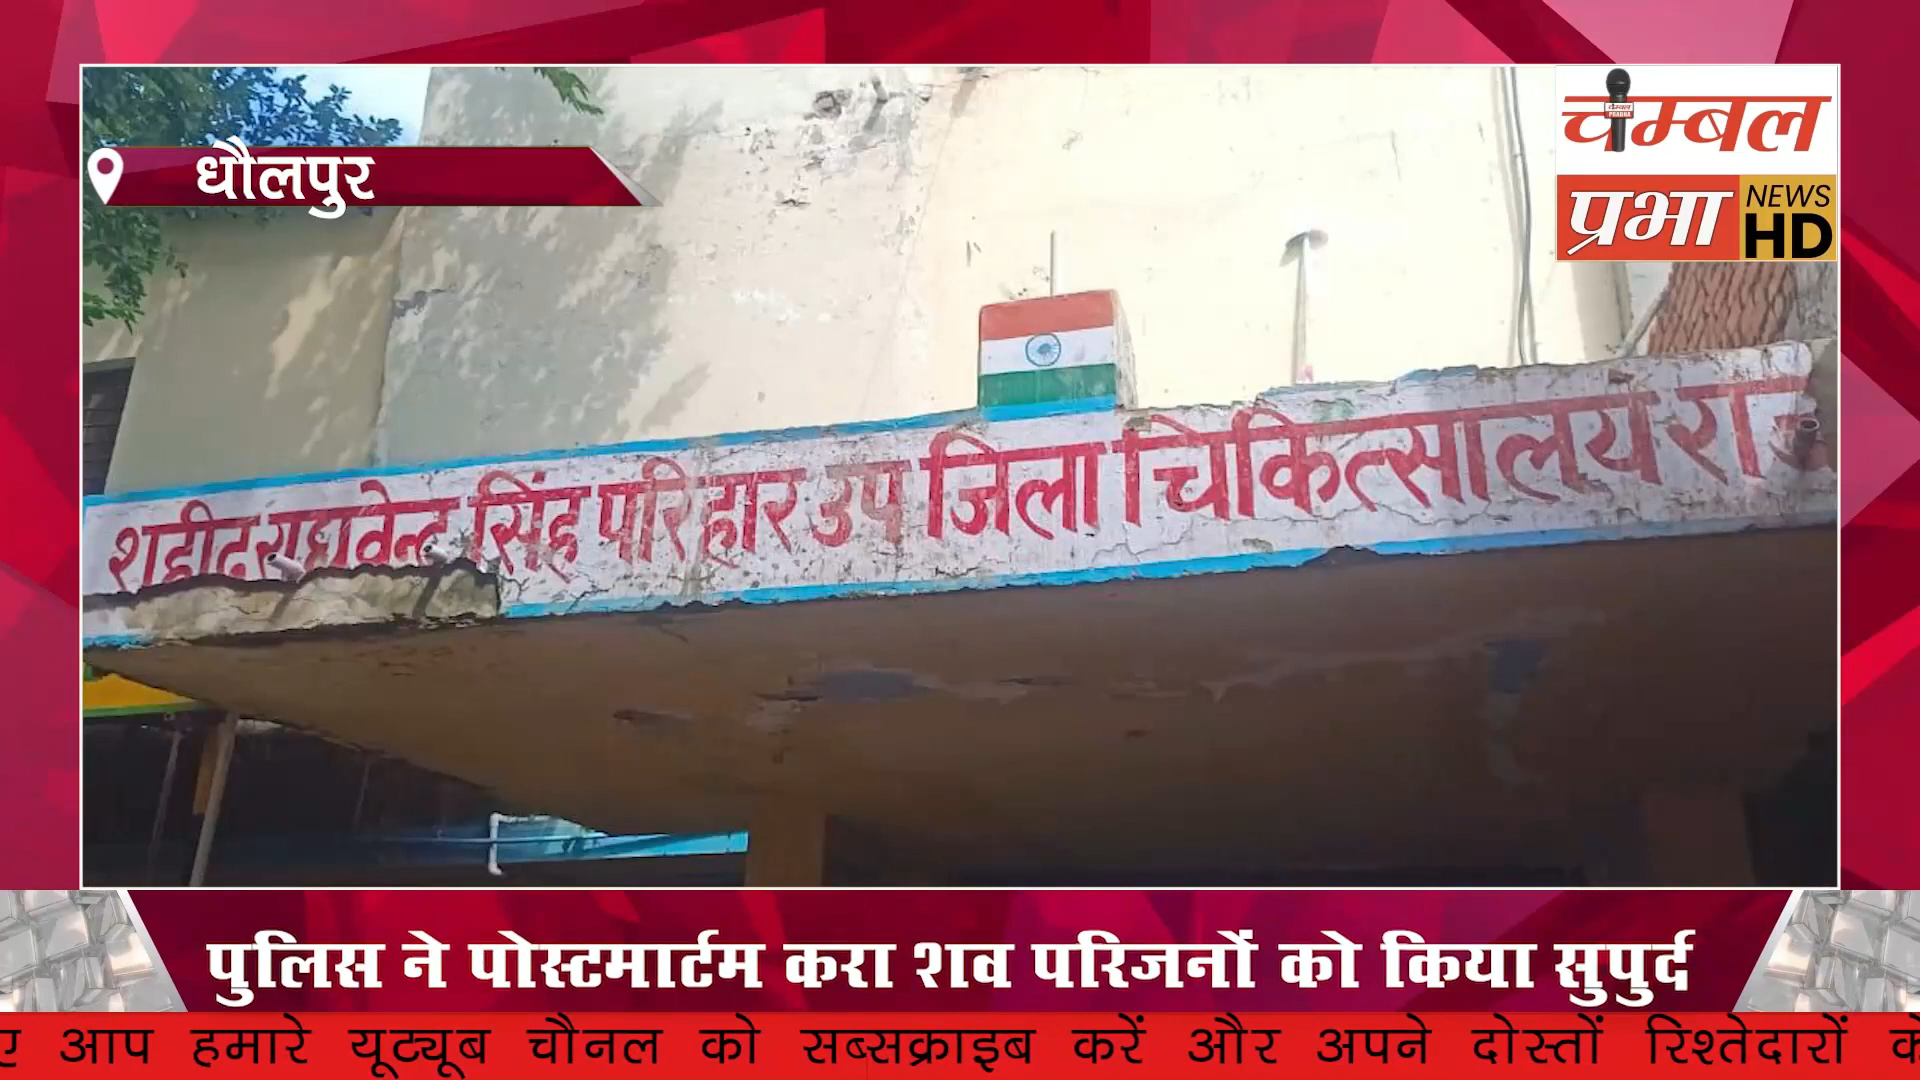 धौलपुर
चम्बल
प्रभा NEWS
HD
शहीद राघवेन्द्र सिंह परिहार उप जिला चिकित्सालय
पुलिस ने पोस्टमार्टम करा शव परिजनों को किया सुपुर्द
आप हमारे यूट्यूब चौनल को सब्सक्राइब करें और अपने दोस्तों रिश्तेदारों